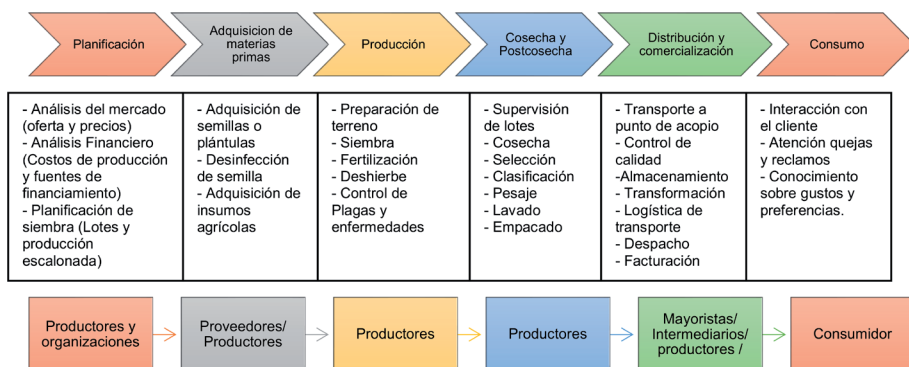 Planificación
Adquisicion de
materias
primas
Producción
Cosecha y
Postcosecha
Distribución y
comercialización
Consumo
- Análisis del mercado
(oferta y precios)
- Análisis Financiero
(Costos de producción
y fuentes de
financiamiento)
- Planificación de
siembra (Lotes y
producción
escalonada)
- Adquisición de
semillas o
plántulas
- Desinfección
de semilla
- Adquisición de
insumos
agrícolas
- Preparación de
terreno
- Siembra
- Fertilización
- Deshierbe
- Control de
Plagas y
enfermedades
- Supervisión
de lotes
- Cosecha
- Selección
- Clasificación
- Pesaje
- Lavado
- Empacado
- Transporte a
punto de acopio
- Control de
calidad
-Almacenamiento
- Transformación
- Logística de
transporte
- Despacho
- Facturación
- Interacción con
el cliente
- Atención quejas
y reclamos
- Conocimiento
sobre gustos y
preferencias.
Productores y
organizaciones
Proveedores/
Productores
Productores
Productores
Mayoristas/
Intermediarios/
productores /
Consumidor